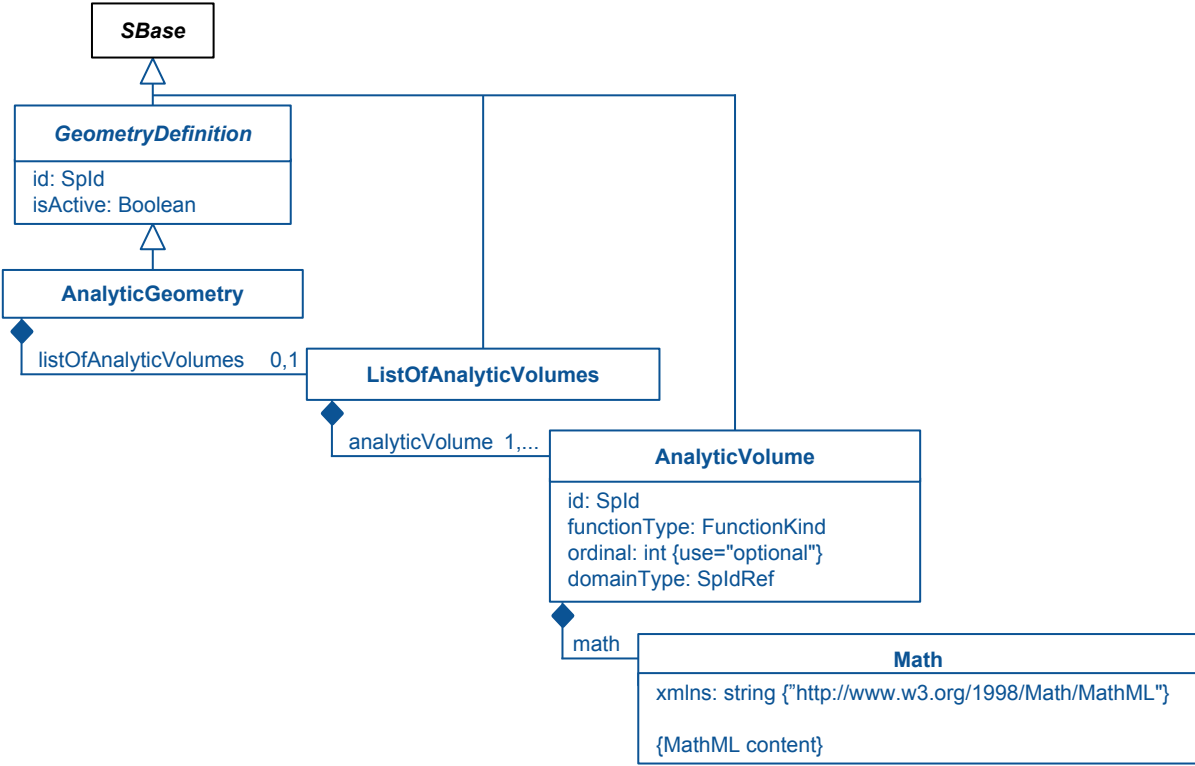 SBase
GeometryDefinition
id: SpId
isActive: Boolean
AnalyticGeometry
listOfAnalyticVolumes 0,1
ListOfAnalyticVolumes
analyticVolume 1,...
AnalyticVolume
id: SpId
functionType: FunctionKind
ordinal: int {use="optional"}
domainType: SpIdRef
math
Math
xmlns: string {”http://www.w3.org/1998/Math/MathML"}
{MathML content}